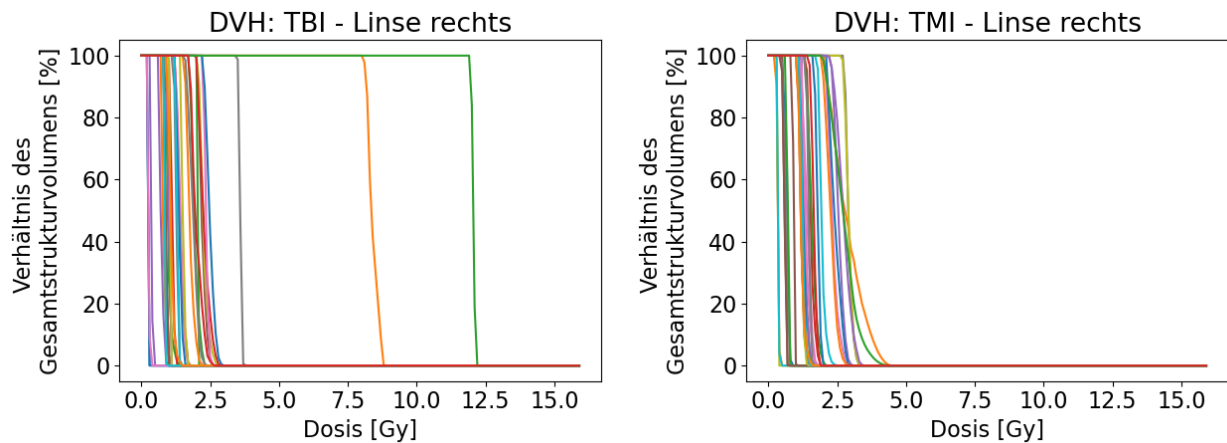 DVH: TBI - Linse rechts
Verhältnis des
Gesamtstrukturvolumens [%]
100
80
60
40
20
0
0.0 2.5 5.0 7.5 10.0 12.5 15.0
Dosis [Gy]
DVH: TMI - Linse rechts
Verhältnis des
Gesamtstrukturvolumens [%]
100
80
60
40
20
0
0.0 2.5 5.0 7.5 10.0 12.5 15.0
Dosis [Gy]